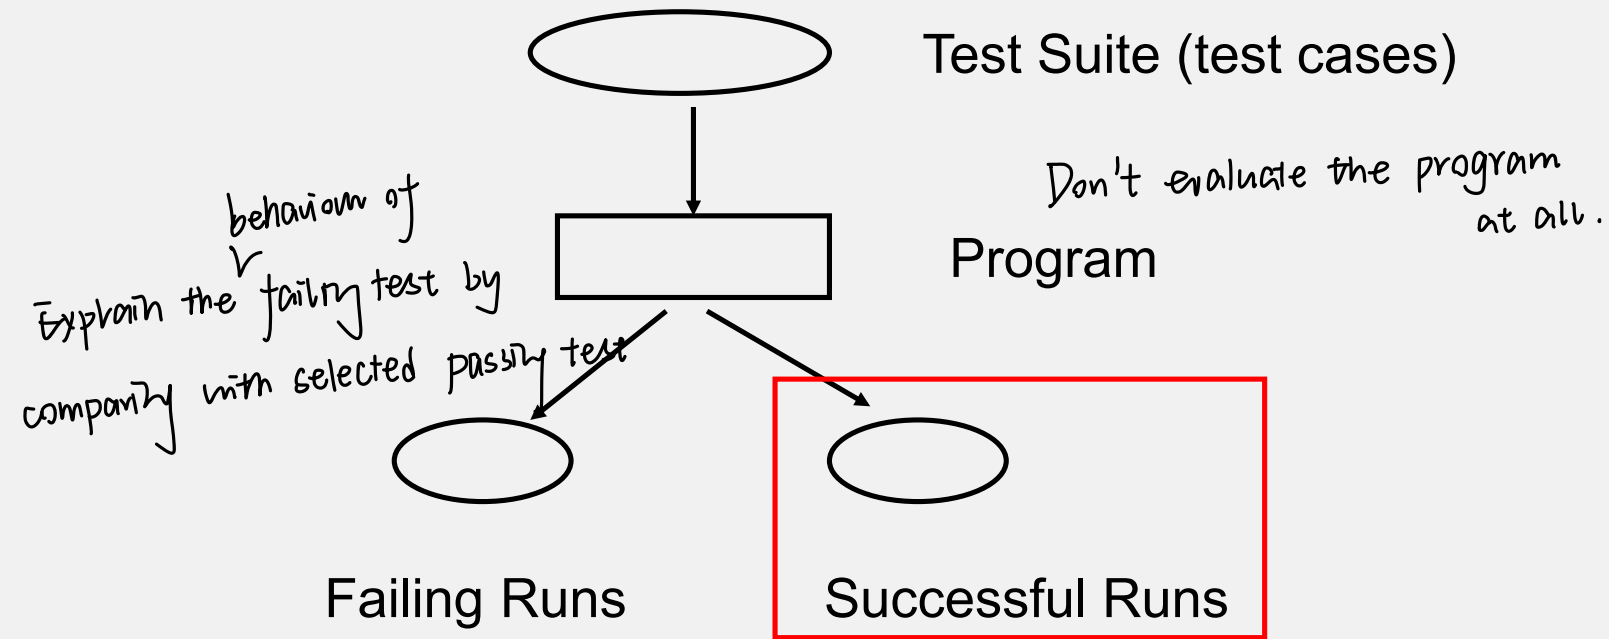 Test Suite (test cases)
Don't evaluate the program
at all.
behaviour of
Explain the failing test by
comparing with selected passing test
Program
Failing Runs
Successful Runs